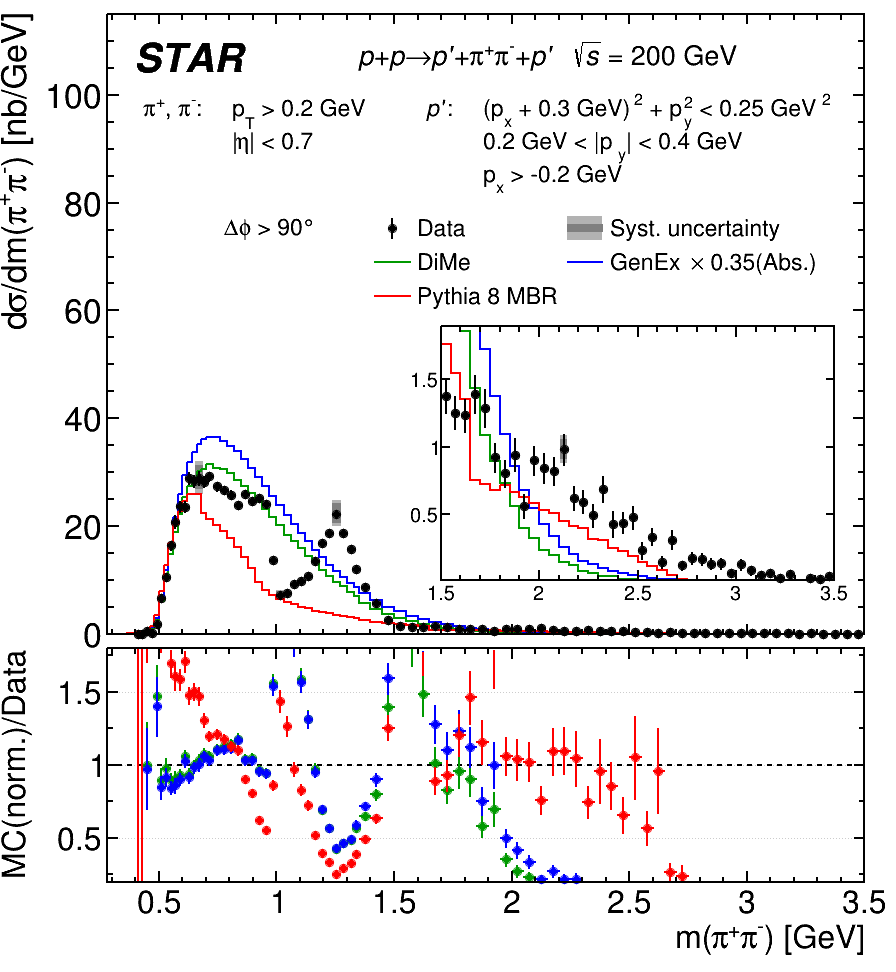 STAR p+p→p′+π⁺π⁻+p′ √s = 200 GeV
π⁺, π⁻: p_T > 0.2 GeV p′: (p_x + 0.3 GeV)² + p_y² < 0.25 GeV²
|η| < 0.7 0.2 GeV < |p_y| < 0.4 GeV
p_x > -0.2 GeV
Δϕ > 90° Data Syst. uncertainty
DiMe GenEx × 0.35(Abs.)
Pythia 8 MBR
dσ/dm(π⁺π⁻) [nb/GeV]
100
80
60
40
20
0
1.5
1
0.5
1.5 2 2.5 3 3.5
MC(norm.)/Data
1.5
1
0.5
0.5 1 1.5 2 2.5 3 3.5
m(π⁺π⁻) [GeV]